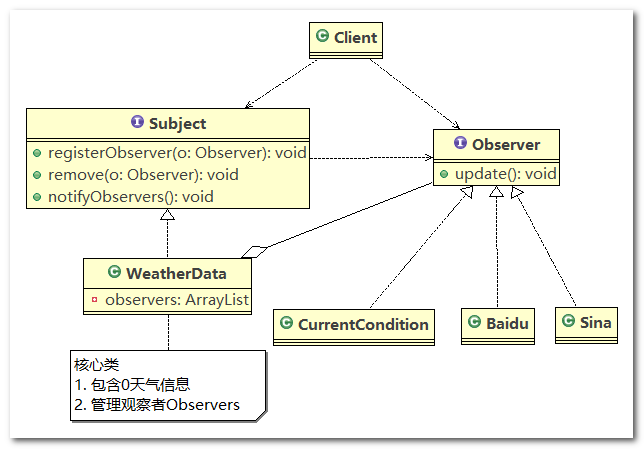 C Client
I Subject
registerObserver(o: Observer): void
remove(o: Observer): void
notifyObservers(): void
I Observer
update(): void
C WeatherData
observers: ArrayList
C CurrentCondition
C Baidu
C Sina
核心类
1. 包含0天气信息
2. 管理观察者Observers